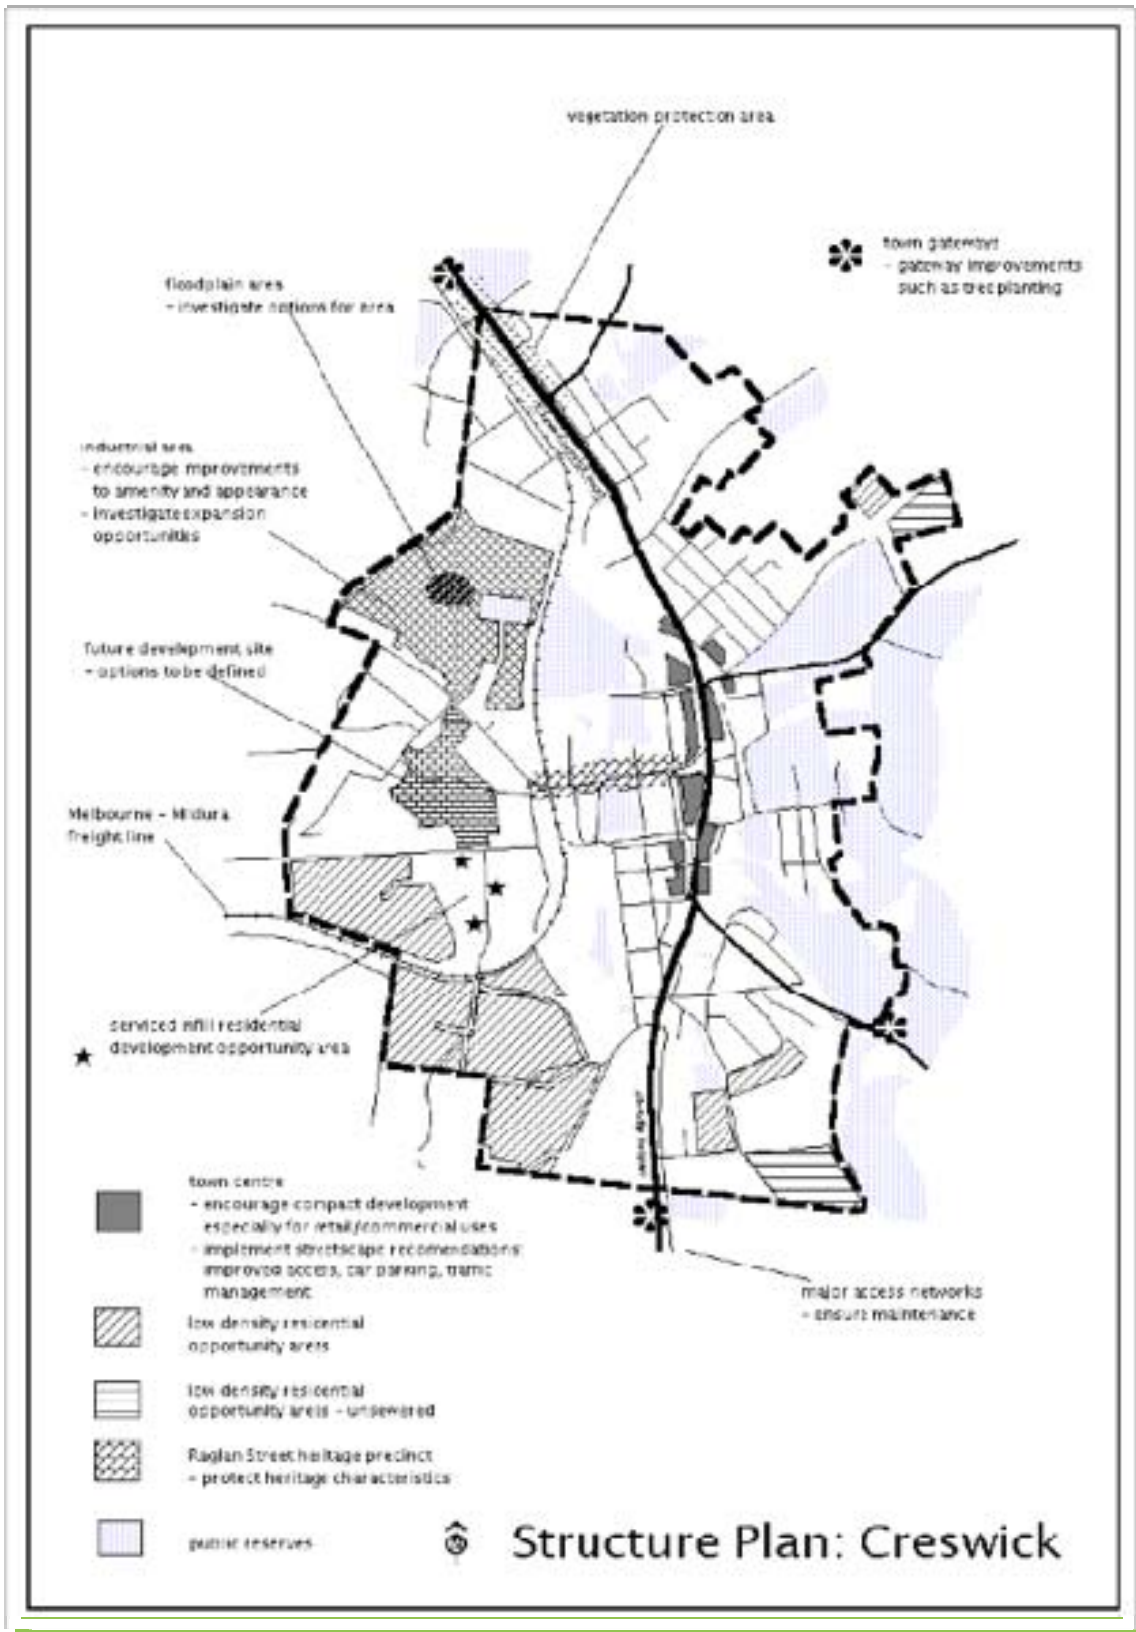 vegetation protection area
town gateways
- gateway improvements
such as tree planting
floodplain area
- investigate options for area
industrial area
- encourage improvements
to amenity and appearance
- investigate expansion
opportunities
future development site
- options to be defined
Melbourne - Mildura
freight line
serviced infill residential
development opportunity area
town centre
- encourage compact development
especially for retail/commercial uses
- implement streetscape recomendations:
improved access, car parking, traffic
management
major access networks
- ensure maintenance
low density residential
opportunity areas
low density residential
opportunity areas - unsewered
Raglan Street heritage precinct
- protect heritage characteristics
public reserves
Structure Plan: Creswick